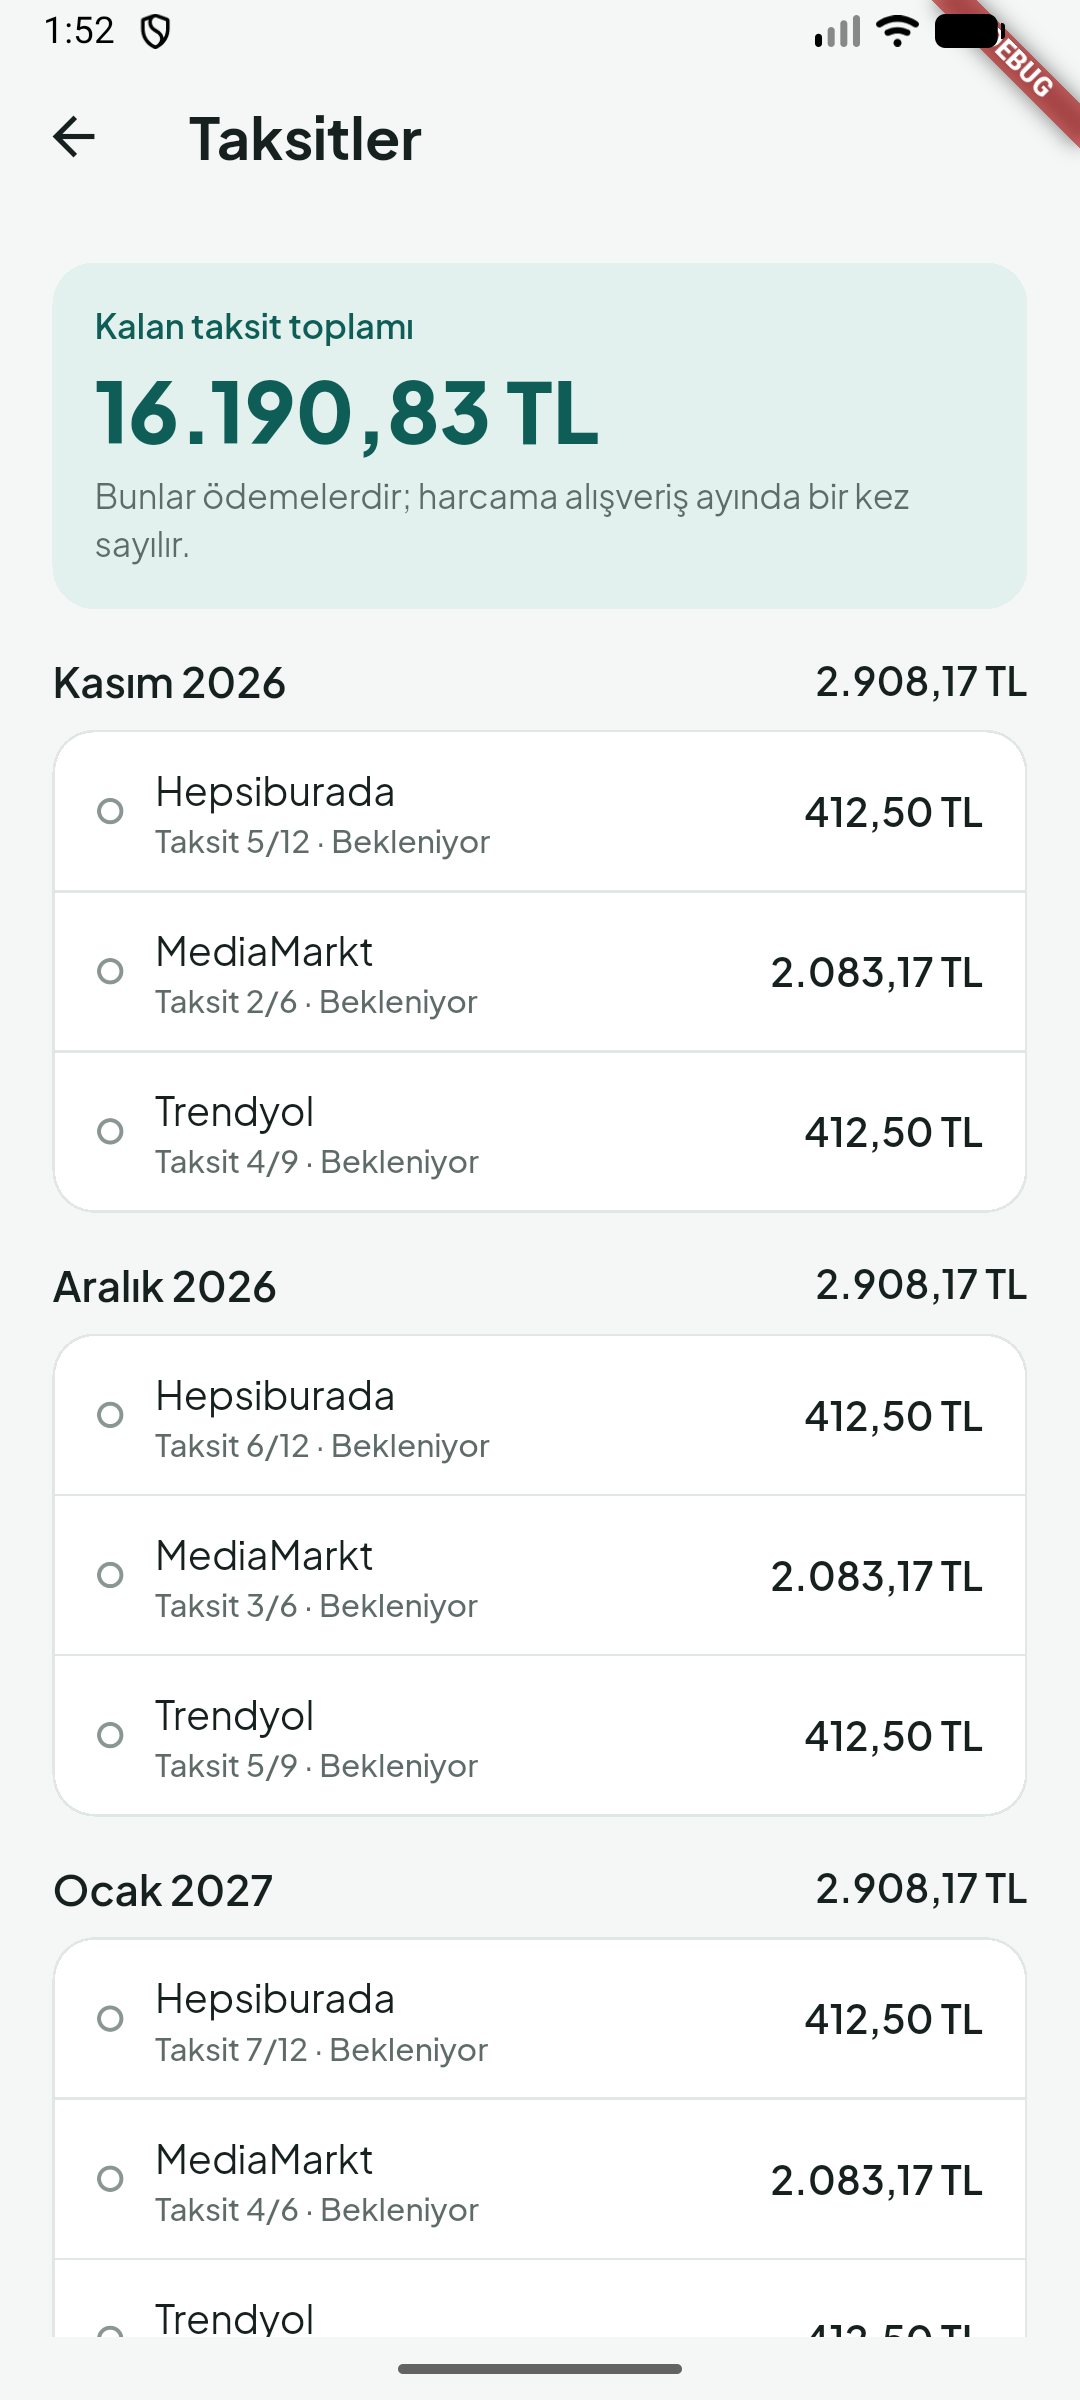 1:52
DEBUG
Taksitler
Kalan taksit toplamı
16.190,83 TL
Bunlar ödemelerdir; harcama alışveriş ayında bir kez
sayılır.
Kasım 2026 2.908,17 TL
Hepsiburada
Taksit 5/12 · Bekleniyor
412,50 TL
MediaMarkt
Taksit 2/6 · Bekleniyor
2.083,17 TL
Trendyol
Taksit 4/9 · Bekleniyor
412,50 TL
Aralık 2026 2.908,17 TL
Hepsiburada
Taksit 6/12 · Bekleniyor
412,50 TL
MediaMarkt
Taksit 3/6 · Bekleniyor
2.083,17 TL
Trendyol
Taksit 5/9 · Bekleniyor
412,50 TL
Ocak 2027 2.908,17 TL
Hepsiburada
Taksit 7/12 · Bekleniyor
412,50 TL
MediaMarkt
Taksit 4/6 · Bekleniyor
2.083,17 TL
Trendyol
412,50 TL